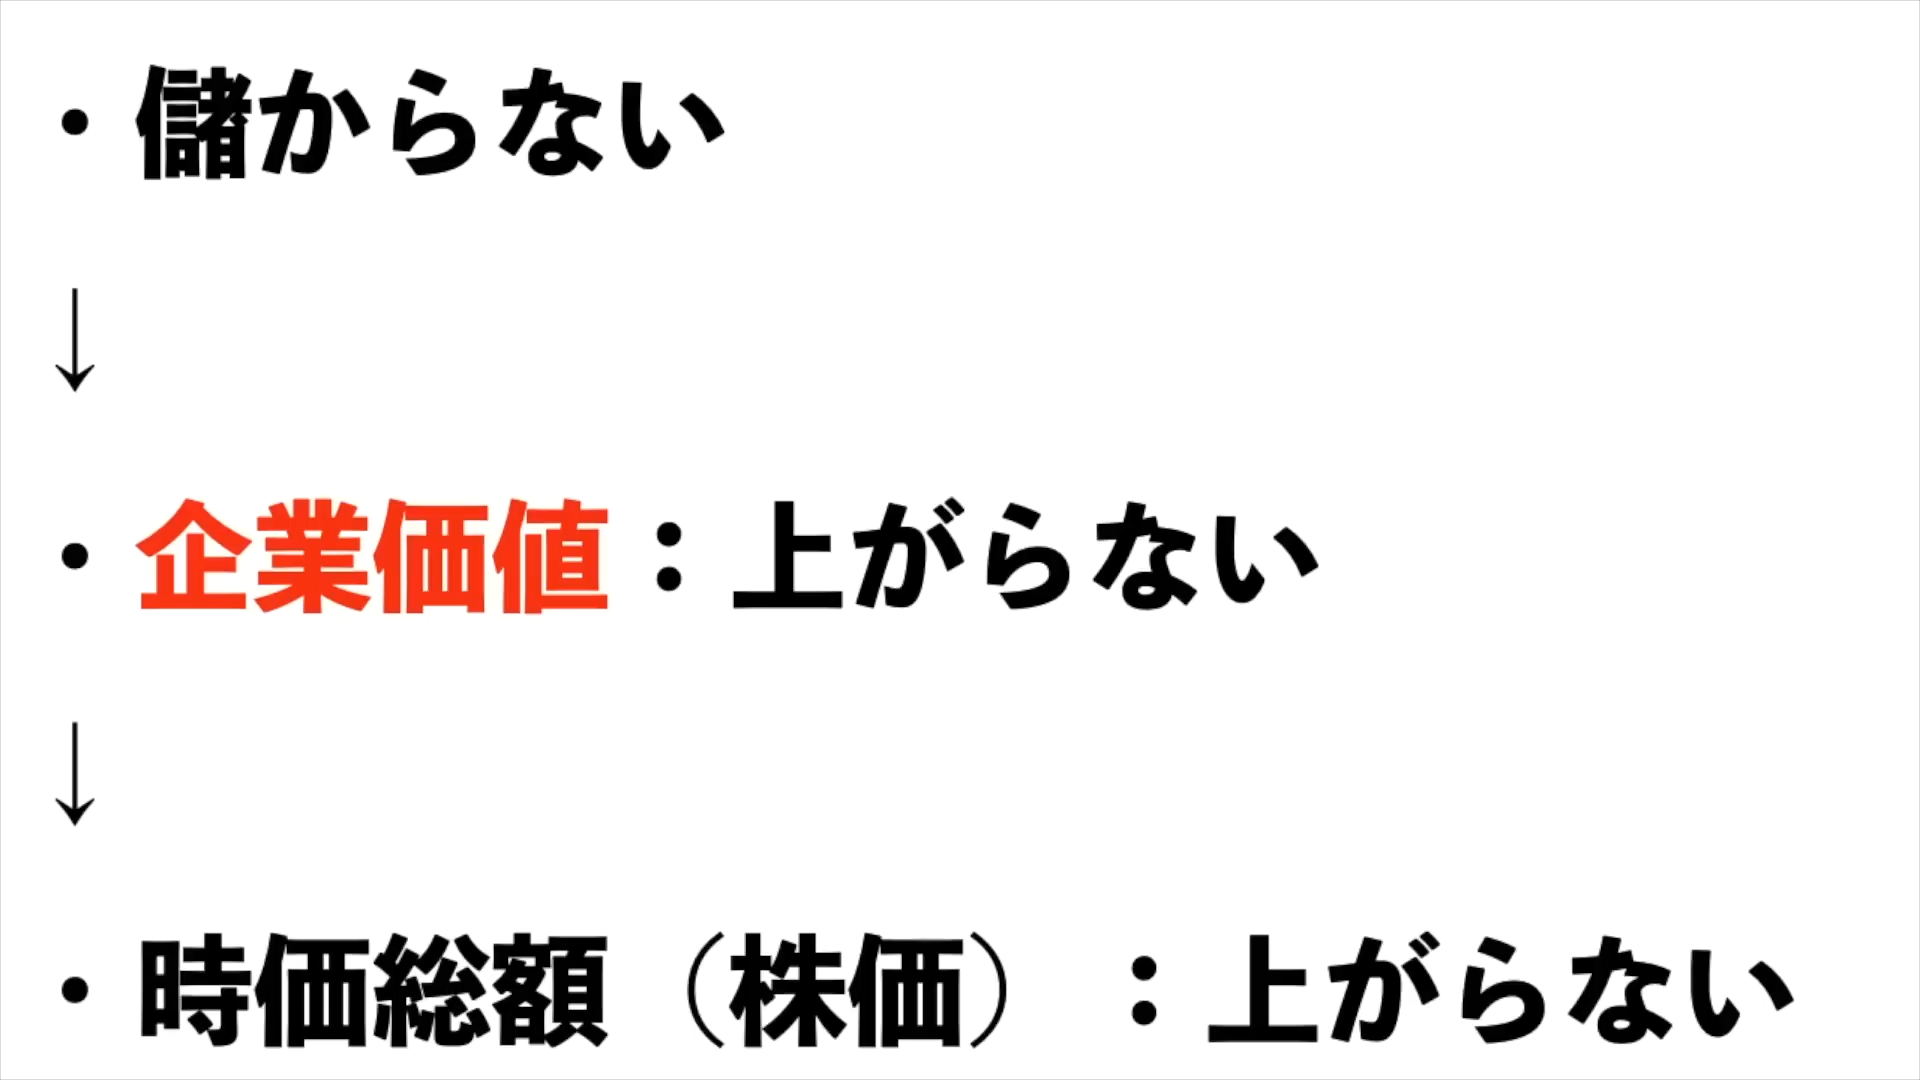 ・儲からない
↓
・企業価値：上がらない
↓
・時価総額（株価）：上がらない